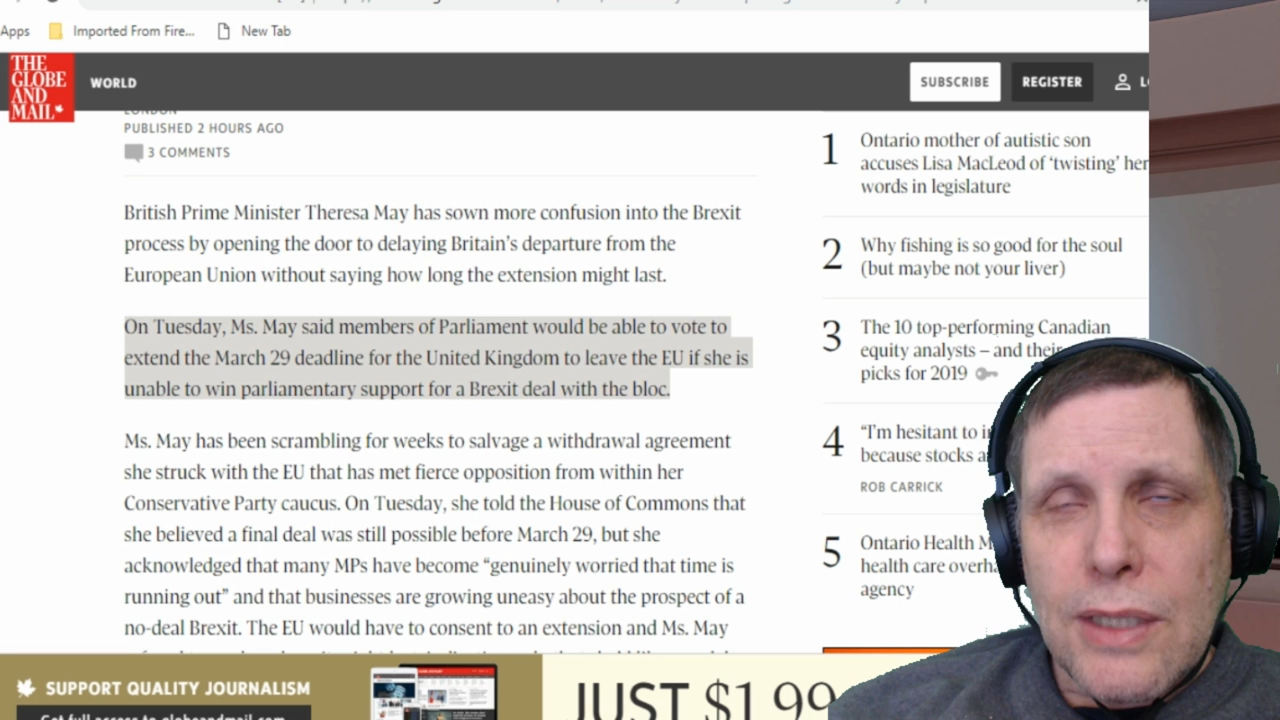 Apps
Imported From Fire...
New Tab
THE
GLOBE
AND
MAIL
WORLD
SUBSCRIBE
REGISTER
LONDON
PUBLISHED 2 HOURS AGO
3 COMMENTS
British Prime Minister Theresa May has sown more confusion into the Brexit
process by opening the door to delaying Britain's departure from the
European Union without saying how long the extension might last.
On Tuesday, Ms. May said members of Parliament would be able to vote to
extend the March 29 deadline for the United Kingdom to leave the EU if she is
unable to win parliamentary support for a Brexit deal with the bloc.
Ms. May has been scrambling for weeks to salvage a withdrawal agreement
she struck with the EU that has met fierce opposition from within her
Conservative Party caucus. On Tuesday, she told the House of Commons that
she believed a final deal was still possible before March 29, but she
acknowledged that many MPs have become “genuinely worried that time is
running out” and that businesses are growing uneasy about the prospect of a
no-deal Brexit. The EU would have to consent to an extension and Ms. May
1
Ontario mother of autistic son
accuses Lisa MacLeod of ‘twisting’ her
words in legislature
2
Why fishing is so good for the soul
(but maybe not your liver)
3
The 10 top-performing Canadian
equity analysts – and their
picks for 2019
4
“I'm hesitant to
because stocks
ROB CARRICK
5
Ontario Health
health care
agency
SUPPORT QUALITY JOURNALISM
Get full access to globeandmail.com
JUST $1.99